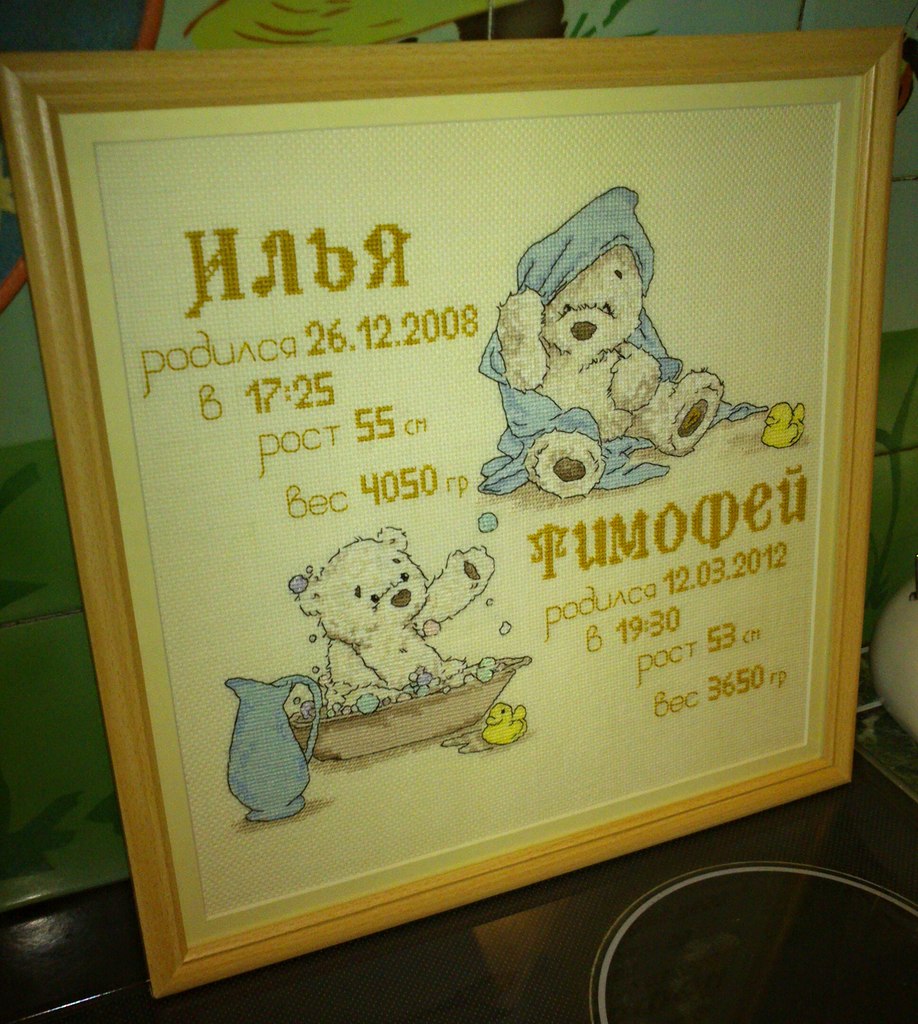 Илья
родился 26.12.2008
в 17:25
рост 55 см
вес 4050 гр
Тимофей
родился 12.03.2012
в 19:30
рост 53 см
вес 3650 гр